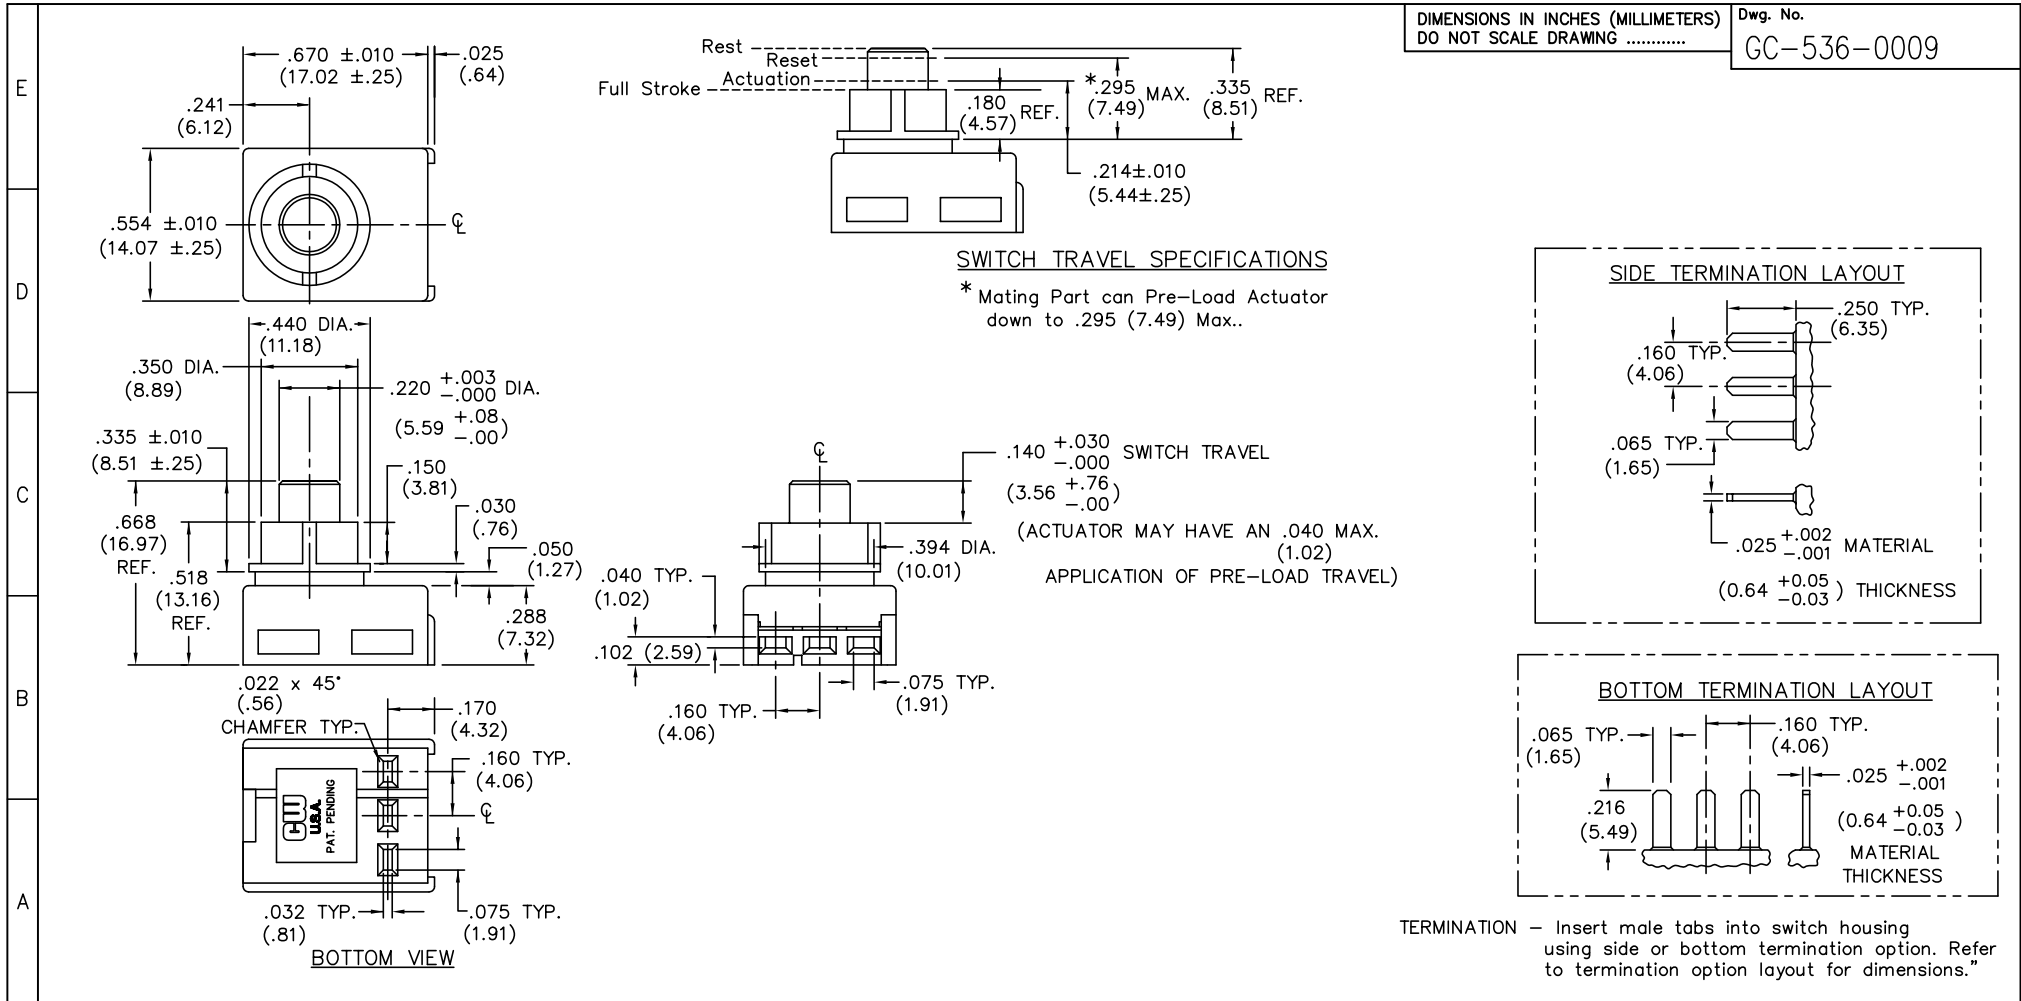 DIMENSIONS IN INCHES (MILLIMETERS)
DO NOT SCALE DRAWING ............
Dwg. No.
GC-536-0009
E
D
C
B
A
.670 ±.010
(17.02 ±.25)
.025
(.64)
.241
(6.12)
.554 ±.010
(14.07 ±.25)
℄
Rest
Reset
Actuation
Full Stroke
.180
(4.57)
REF.
*
.295
(7.49)
MAX.
.335
(8.51)
REF.
.214±.010
(5.44±.25)
SWITCH TRAVEL SPECIFICATIONS
* Mating Part can Pre-Load Actuator
down to .295 (7.49) Max..
.440 DIA.
(11.18)
.350 DIA.
(8.89)
.220 +.003 -.000 DIA.
(5.59 +.08 -.00)
.335 ±.010
(8.51 ±.25)
.150
(3.81)
.030
(.76)
.668
(16.97)
REF.
.518
(13.16)
REF.
.050
(1.27)
.288
(7.32)
℄
.140 +.030 -.000 SWITCH TRAVEL
(3.56 +.76 -.00)
(ACTUATOR MAY HAVE AN .040 MAX.
(1.02)
APPLICATION OF PRE-LOAD TRAVEL)
.394 DIA.
(10.01)
.040 TYP.
(1.02)
.102 (2.59)
.075 TYP.
(1.91)
.160 TYP.
(4.06)
.022 x 45°
(.56)
CHAMFER TYP.
.170
(4.32)
.160 TYP.
(4.06)
℄
CW
U.S.A.
PAT. PENDING
.032 TYP.
(.81)
.075 TYP.
(1.91)
BOTTOM VIEW
SIDE TERMINATION LAYOUT
.250 TYP.
(6.35)
.160 TYP.
(4.06)
.065 TYP.
(1.65)
.025 +.002 -.001 MATERIAL
(0.64 +0.05 -0.03 ) THICKNESS
BOTTOM TERMINATION LAYOUT
.065 TYP.
(1.65)
.160 TYP.
(4.06)
.025 +.002 -.001
.216
(5.49)
(0.64 +0.05 -0.03 )
MATERIAL
THICKNESS
TERMINATION - Insert male tabs into switch housing
using side or bottom termination option. Refer
to termination option layout for dimensions."